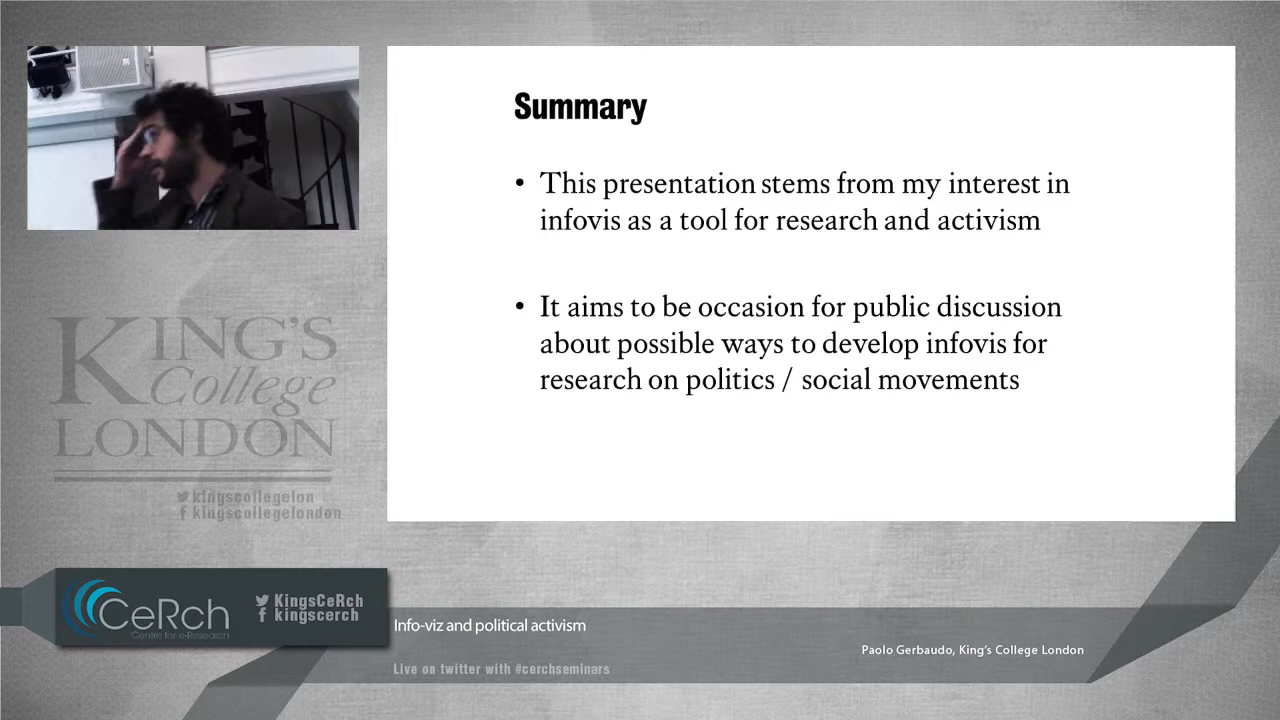 Summary
• This presentation stems from my interest in
infovis as a tool for research and activism
• It aims to be occasion for public discussion
about possible ways to develop infovis for
research on politics / social movements
KING'S
College
LONDON
kingscollegelon
kingscollegelondon
CeRch
Centre for e-Research
KingsCeRch
kingscerch
Info-viz and political activism
Paolo Gerbaudo, King's College London
Live on twitter with #cerchseminars